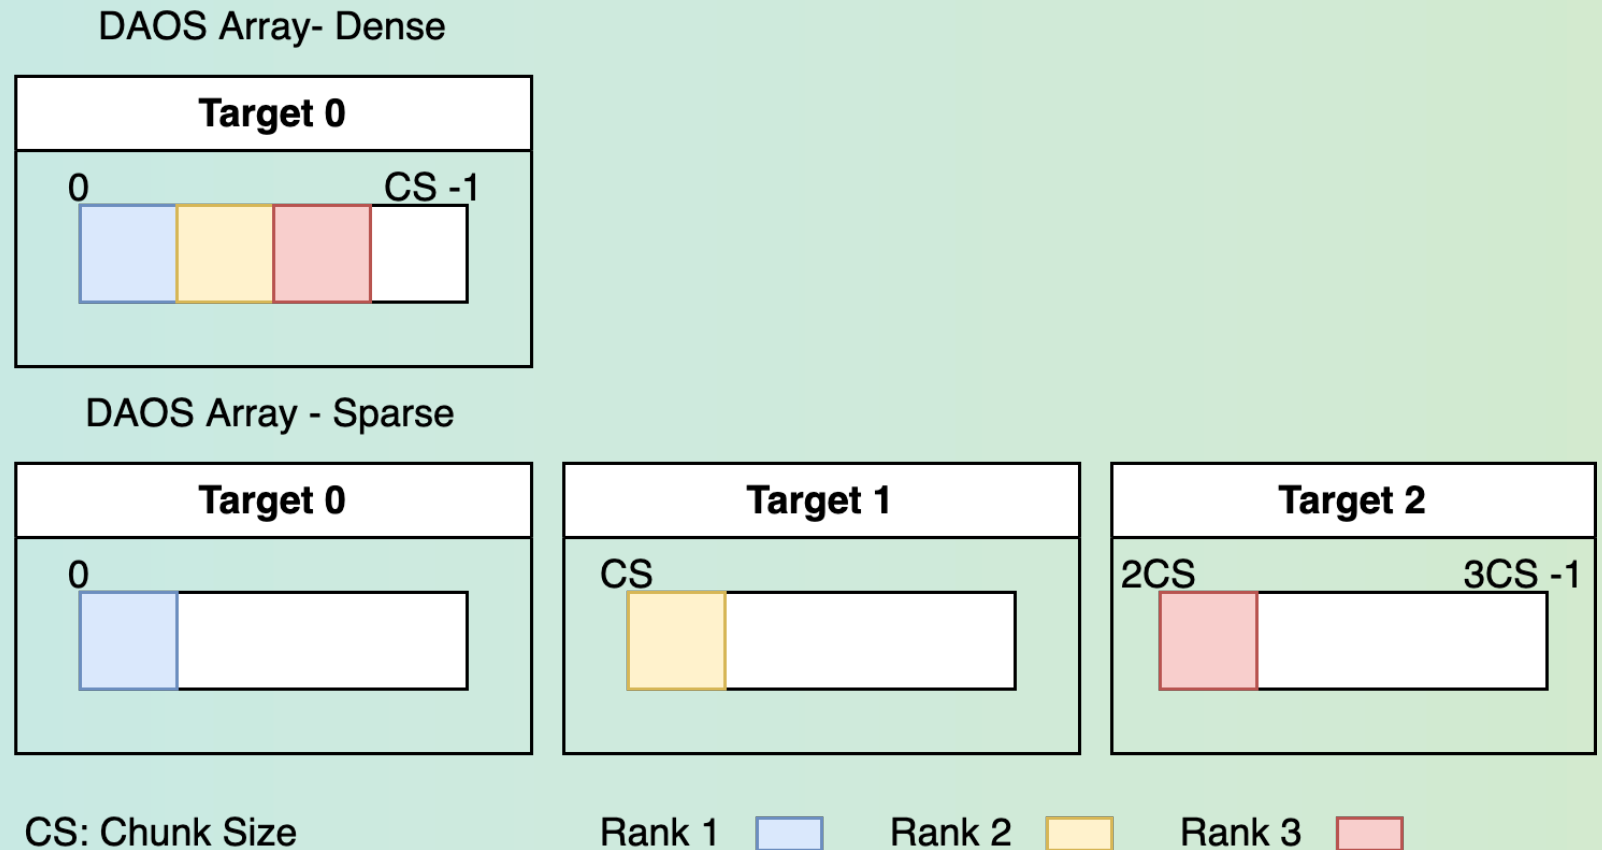 DAOS Array- Dense
Target 0
0 CS -1
DAOS Array - Sparse
Target 0 Target 1 Target 2
0 CS 2CS 3CS -1
CS: Chunk Size Rank 1 Rank 2 Rank 3